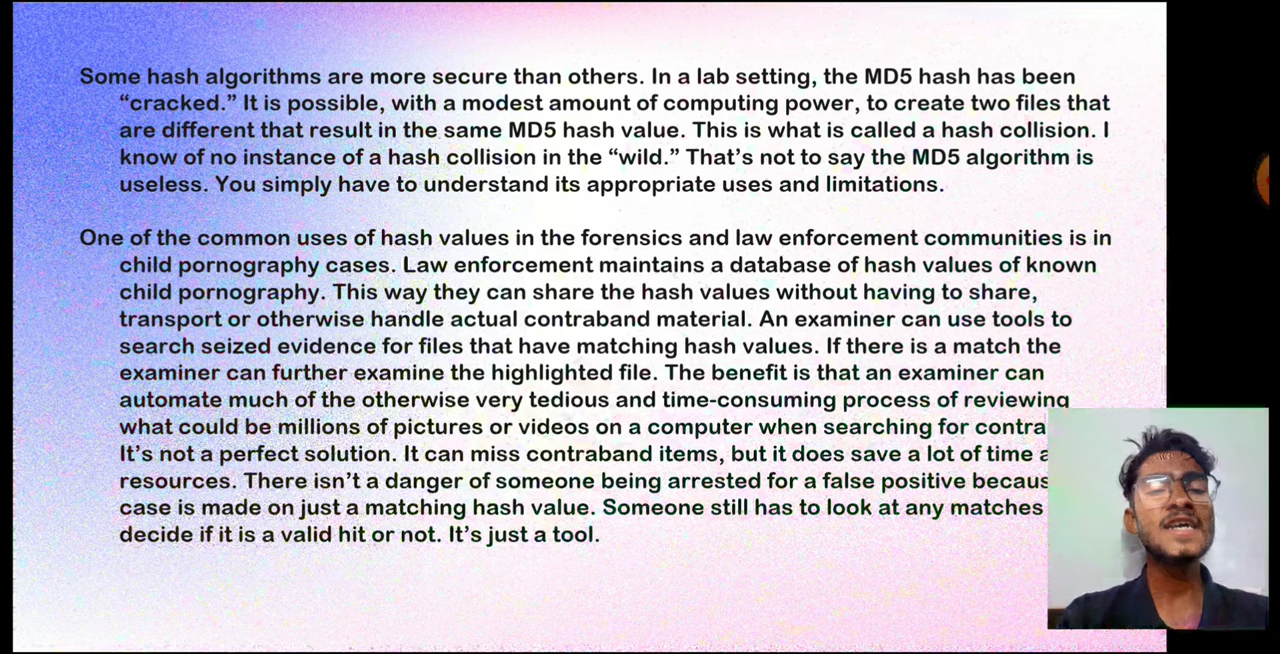 Some hash algorithms are more secure than others. In a lab setting, the MD5 hash has been
“cracked.” It is possible, with a modest amount of computing power, to create two files that
are different that result in the same MD5 hash value. This is what is called a hash collision. I
know of no instance of a hash collision in the “wild.” That’s not to say the MD5 algorithm is
useless. You simply have to understand its appropriate uses and limitations.
One of the common uses of hash values in the forensics and law enforcement communities is in
child pornography cases. Law enforcement maintains a database of hash values of known
child pornography. This way they can share the hash values without having to share,
transport or otherwise handle actual contraband material. An examiner can use tools to
search seized evidence for files that have matching hash values. If there is a match the
examiner can further examine the highlighted file. The benefit is that an examiner can
automate much of the otherwise very tedious and time-consuming process of reviewing
what could be millions of pictures or videos on a computer when searching for contra
It’s not a perfect solution. It can miss contraband items, but it does save a lot of time a
resources. There isn’t a danger of someone being arrested for a false positive becaus
case is made on just a matching hash value. Someone still has to look at any matches
decide if it is a valid hit or not. It’s just a tool.